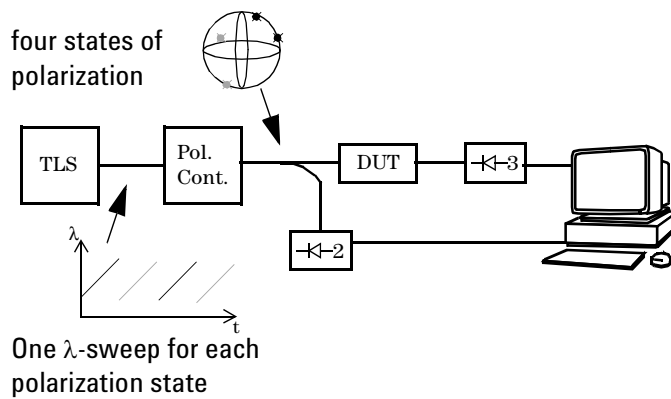 four states of
polarization
TLS
Pol.
Cont.
DUT
3
2
λ
t
One λ-sweep for each
polarization state